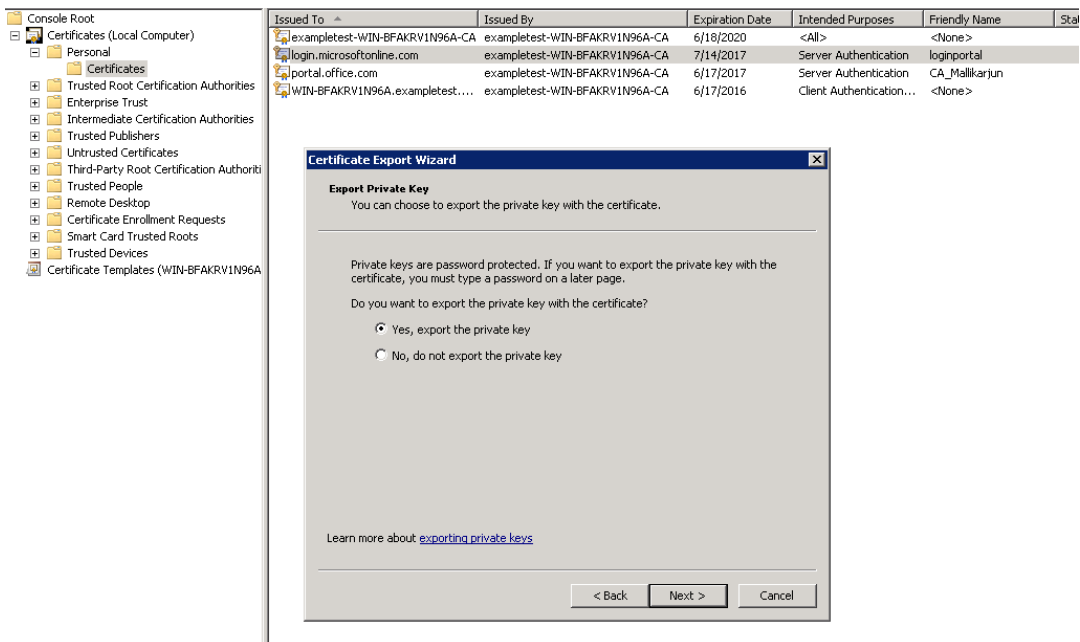 Console Root
Certificates (Local Computer)
Personal
Certificates
Trusted Root Certification Authorities
Enterprise Trust
Intermediate Certification Authorities
Trusted Publishers
Untrusted Certificates
Third-Party Root Certification Authoriti
Trusted People
Remote Desktop
Certificate Enrollment Requests
Smart Card Trusted Roots
Trusted Devices
Certificate Templates (WIN-BFAKRV1N96A
Issued To Issued By Expiration Date Intended Purposes Friendly Name Stat
exampletest-WIN-BFAKRV1N96A-CA exampletest-WIN-BFAKRV1N96A-CA 6/18/2020 <All> <None>
login.microsoftonline.com exampletest-WIN-BFAKRV1N96A-CA 7/14/2017 Server Authentication loginportal
portal.office.com exampletest-WIN-BFAKRV1N96A-CA 6/17/2017 Server Authentication CA_Mallikarjun
WIN-BFAKRV1N96A.exampletest.... exampletest-WIN-BFAKRV1N96A-CA 6/17/2016 Client Authentication... <None>
Certificate Export Wizard
Export Private Key
You can choose to export the private key with the certificate.
Private keys are password protected. If you want to export the private key with the
certificate, you must type a password on a later page.
Do you want to export the private key with the certificate?
Yes, export the private key
No, do not export the private key
Learn more about exporting private keys
< Back Next > Cancel